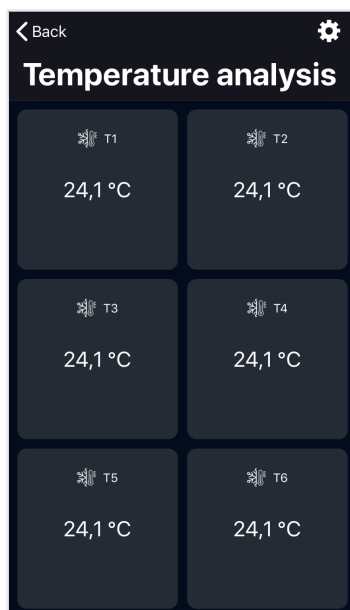 Back
Temperature analysis
T1
T2
24,1 °C
24,1 °C
T3
T4
24,1 °C
24,1 °C
T5
T6
24,1 °C
24,1 °C